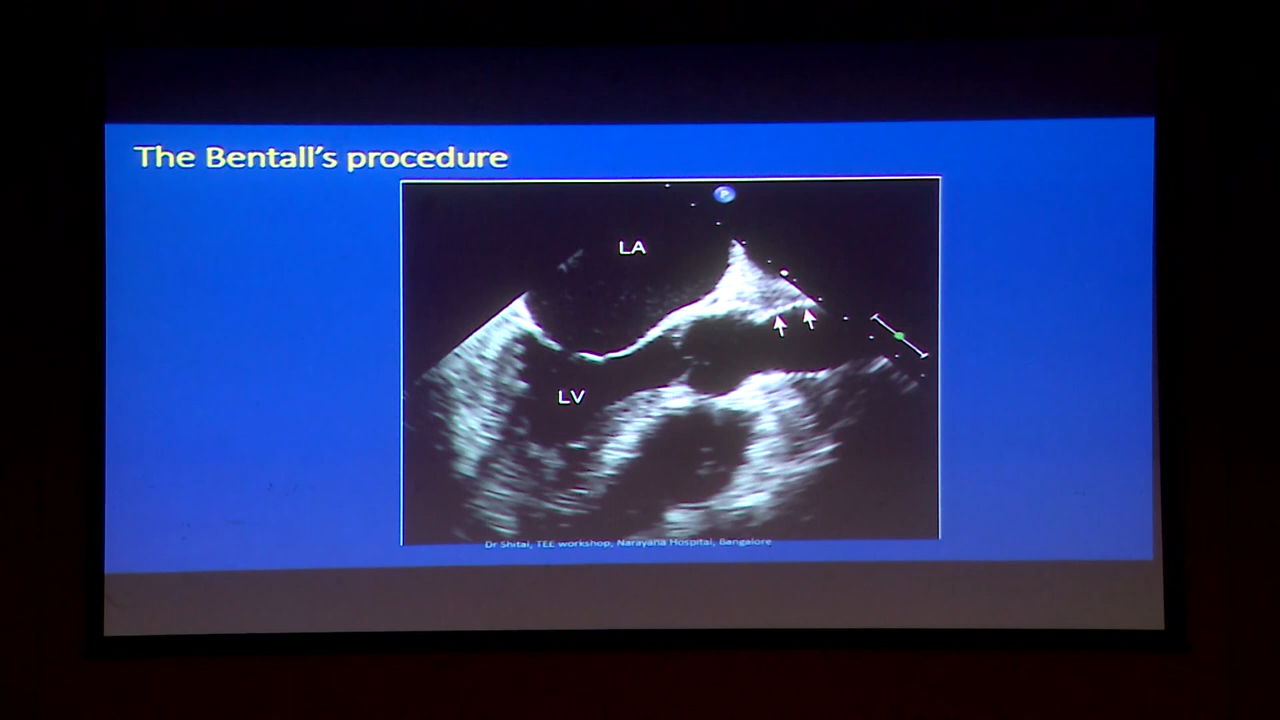 The Bentall's procedure
P
LA
LV
Dr Shital, TEE workshop, Narayana Hospital, Bangalore